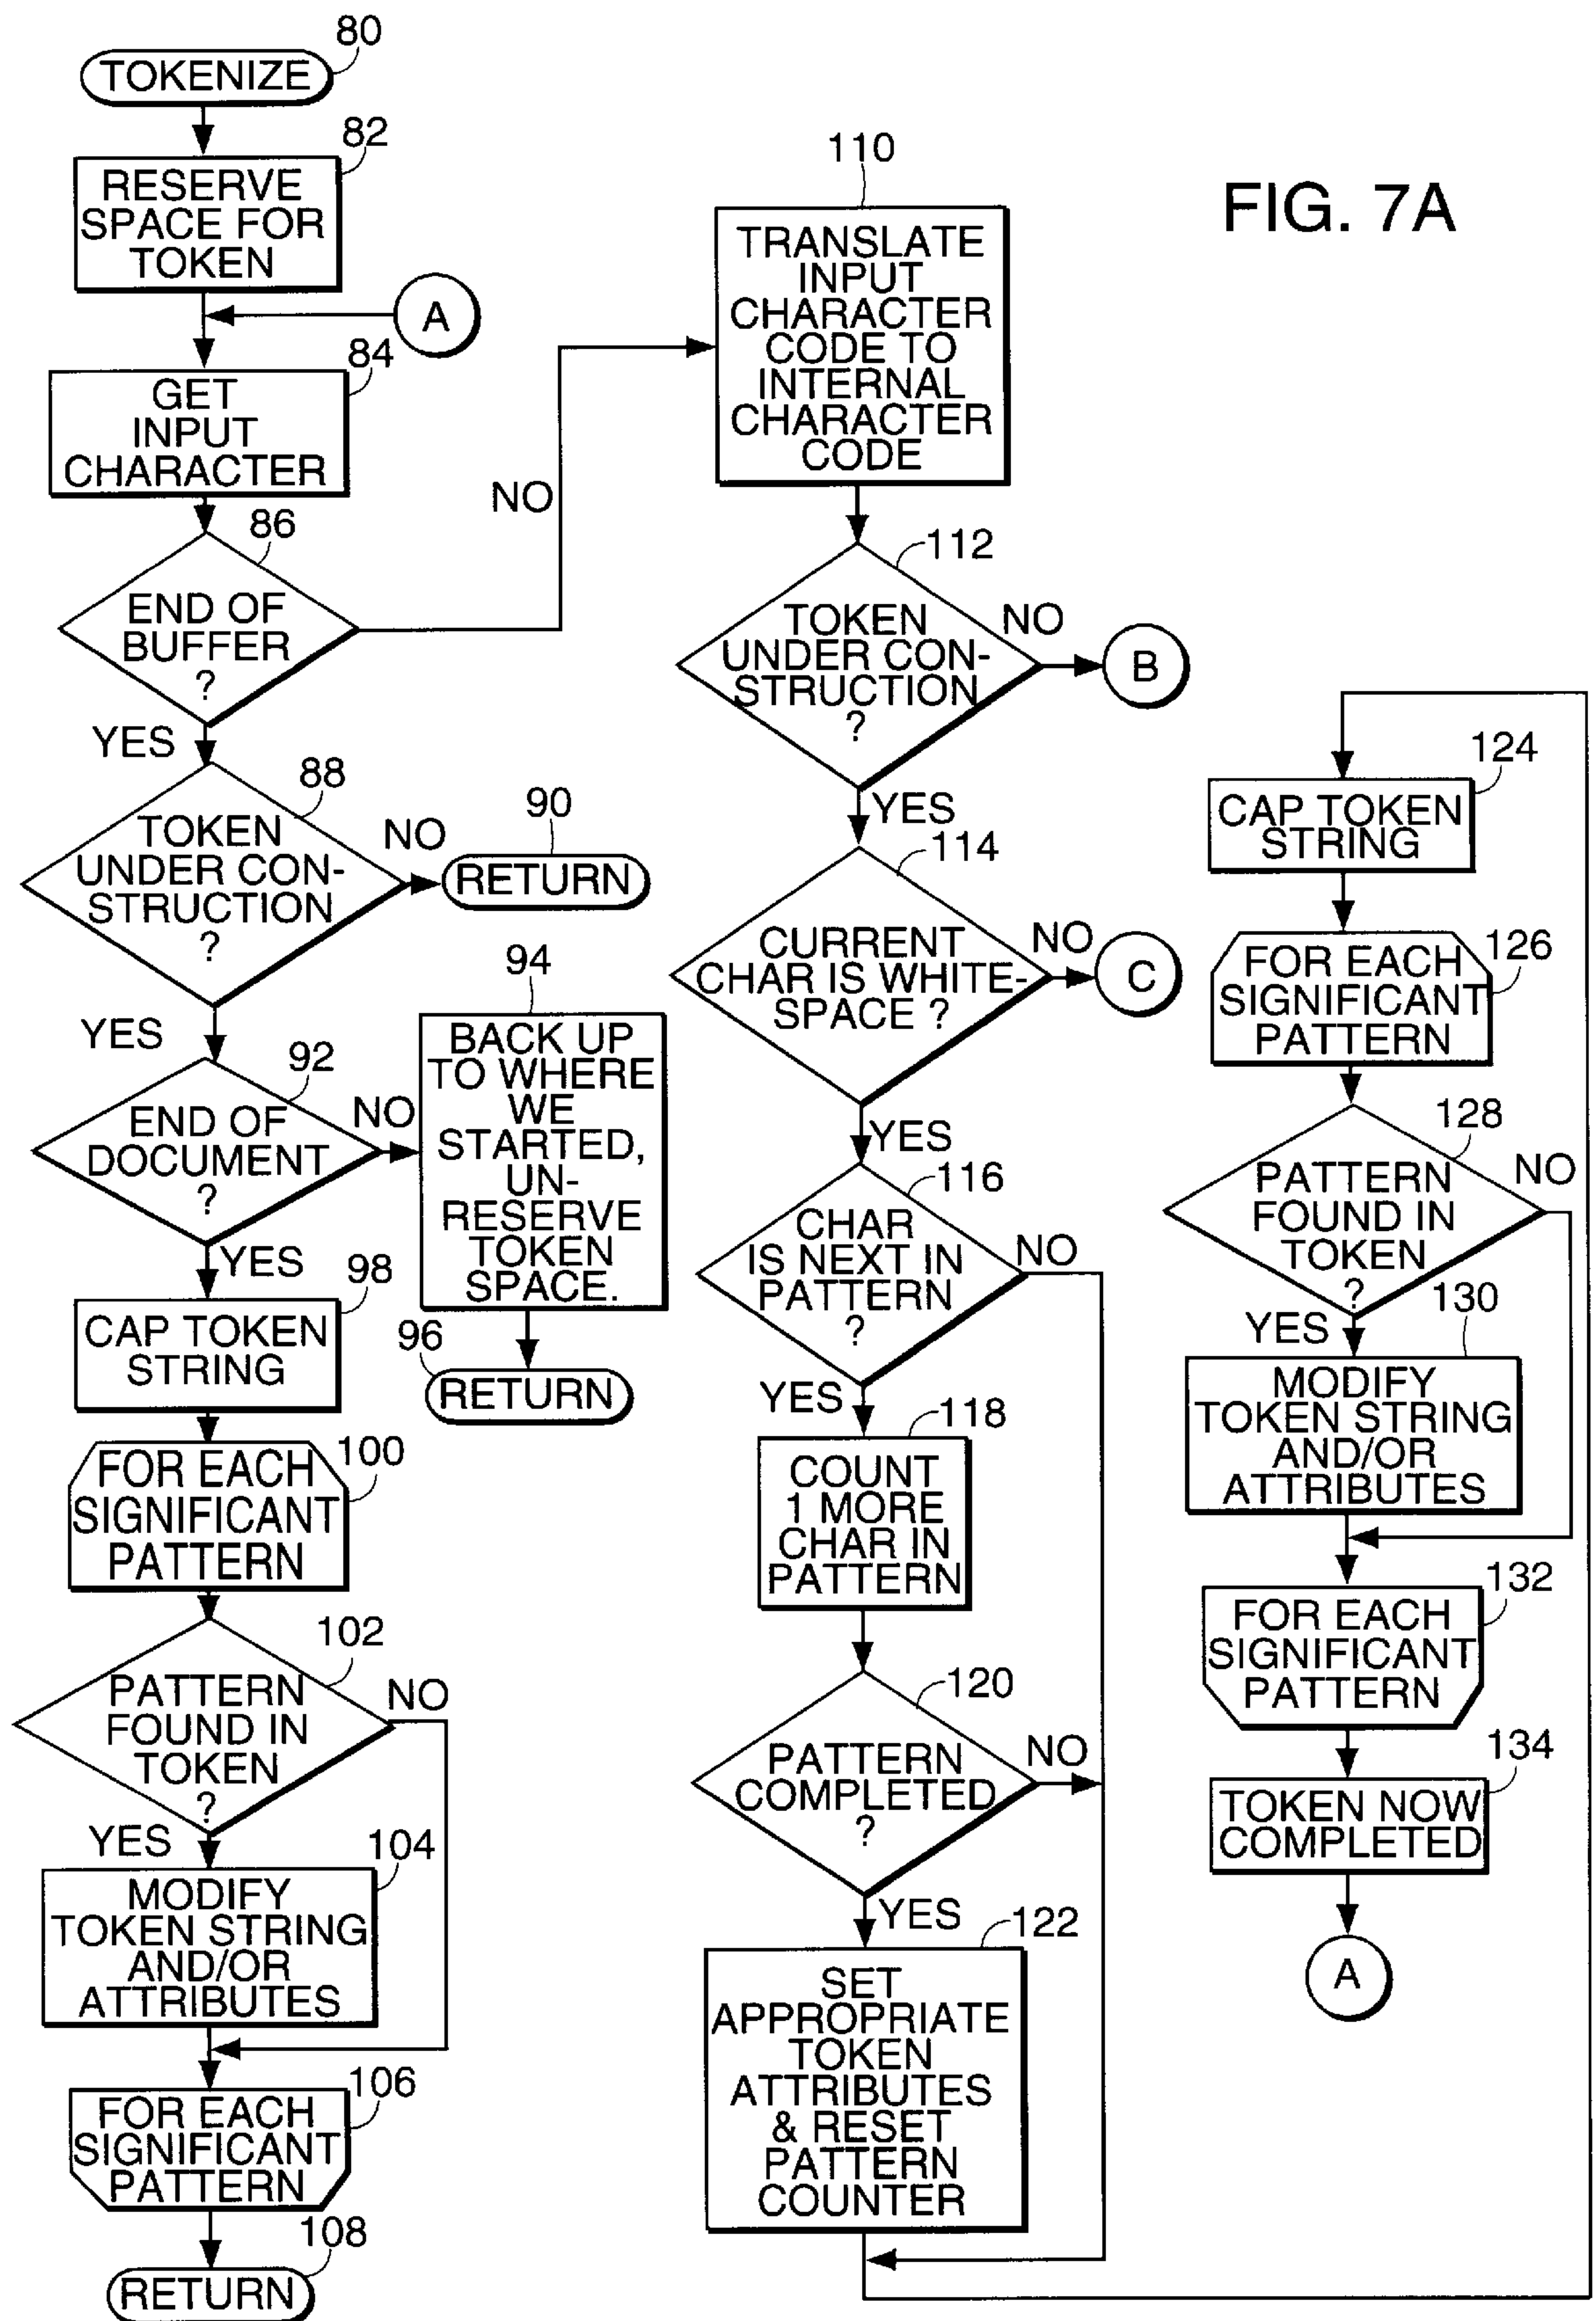 80
TOKENIZE
82
RESERVE
SPACE FOR
TOKEN
A
84
GET
INPUT
CHARACTER
86
END OF
BUFFER
?
NO
YES
88
TOKEN
UNDER CON-
STRUCTION
?
NO
90
RETURN
YES
92
END OF
DOCUMENT
?
NO
94
BACK UP
TO WHERE
WE
STARTED,
UN-
RESERVE
TOKEN
SPACE.
96
RETURN
YES
98
CAP TOKEN
STRING
100
FOR EACH
SIGNIFICANT
PATTERN
102
PATTERN
FOUND IN
TOKEN
?
NO
YES
104
MODIFY
TOKEN STRING
AND/OR
ATTRIBUTES
106
FOR EACH
SIGNIFICANT
PATTERN
108
RETURN
110
TRANSLATE
INPUT
CHARACTER
CODE TO
INTERNAL
CHARACTER
CODE
112
TOKEN
UNDER CON-
STRUCTION
?
NO
B
YES
114
CURRENT
CHAR IS WHITE-
SPACE ?
NO
C
YES
116
CHAR
IS NEXT IN
PATTERN
?
NO
YES
118
COUNT
1 MORE
CHAR IN
PATTERN
120
PATTERN
COMPLETED
?
NO
YES
122
SET
APPROPRIATE
TOKEN
ATTRIBUTES
& RESET
PATTERN
COUNTER
FIG. 7A
124
CAP TOKEN
STRING
126
FOR EACH
SIGNIFICANT
PATTERN
128
PATTERN
FOUND IN
TOKEN
?
NO
YES
130
MODIFY
TOKEN STRING
AND/OR
ATTRIBUTES
132
FOR EACH
SIGNIFICANT
PATTERN
134
TOKEN NOW
COMPLETED
A